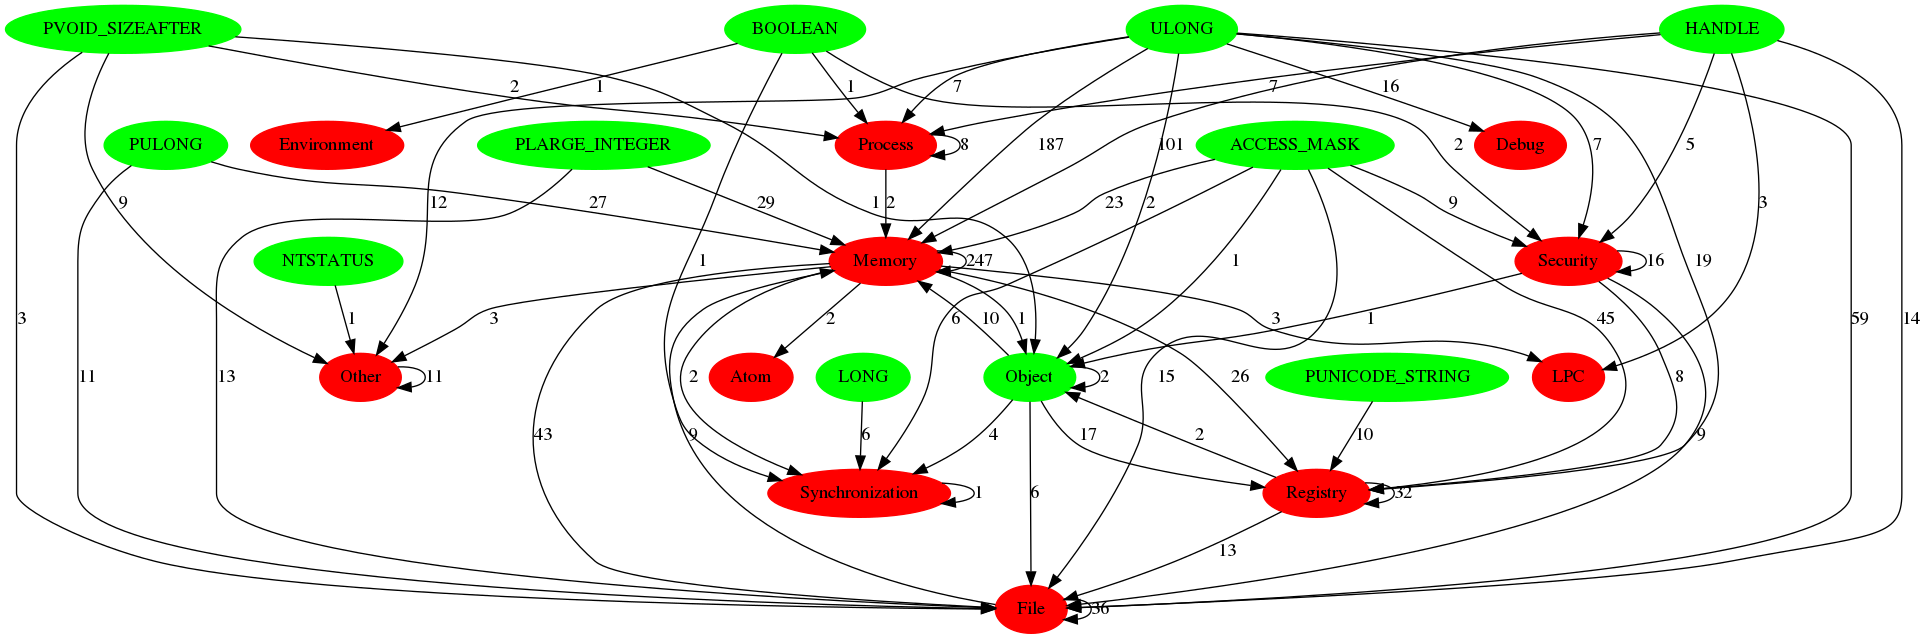 PVOID_SIZEAFTER
BOOLEAN
ULONG
HANDLE
2
1
1
7
7
16
PULONG
Environment
PLARGE_INTEGER
Process
8
187
101
ACCESS_MASK
2
Debug
7
5
9
12
27
29
1
2
23
2
9
3
NTSTATUS
1
Memory
247
1
Security
16
19
3
1
3
2
6
10
1
3
1
45
59
14
11
13
Other
11
2
Atom
LONG
Object
2
15
26
PUNICODE_STRING
LPC
8
43
9
6
4
17
2
10
9
Synchronization
1
6
Registry
32
13
File
36